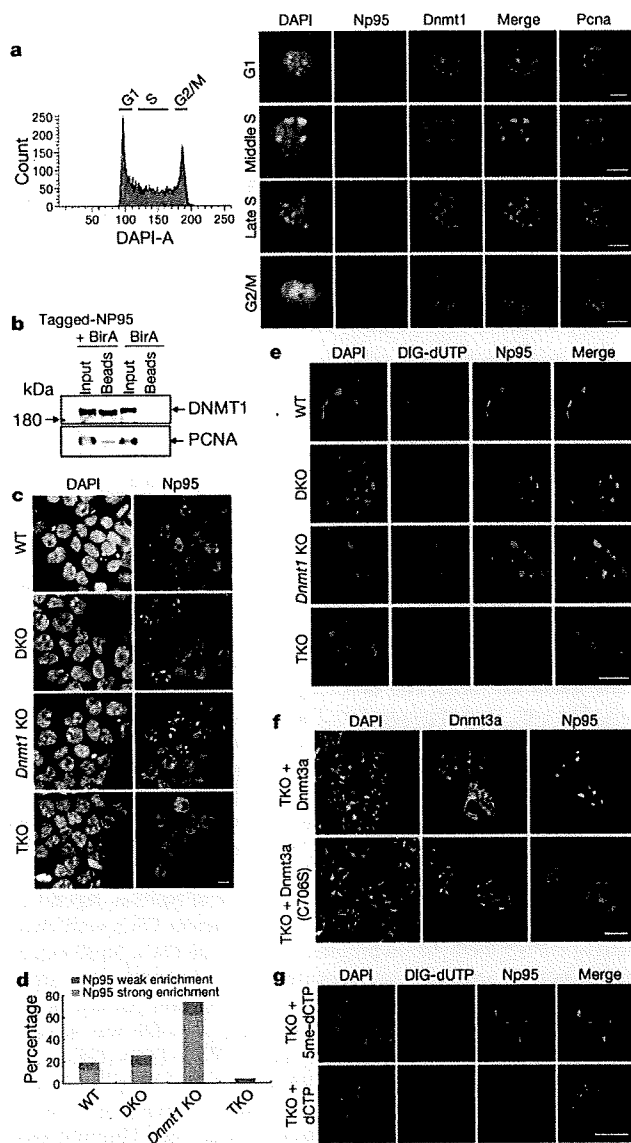 a
G1
S
G2/M
250
200
150
100
50
0
Count
50 100 150 200 250
DAPI-A
DAPI Np95 Dnmt1 Merge Pcna
G1
Middle S
Late S
G2/M
b
Tagged-NP95
+ BirA BirA
Input Beads Input Beads
kDa
180
DNMT1
PCNA
c
DAPI Np95
WT
DKO
Dnmt1 KO
TKO
d
Np95 weak enrichment
Np95 strong enrichment
80
60
40
20
0
Percentage
WT DKO Dnmt1 KO TKO
e
DAPI DIG-dUTP Np95 Merge
WT
DKO
Dnmt1 KO
TKO
f
DAPI Dnmt3a Np95
TKO +
Dnmt3a
TKO + Dnmt3a
(C706S)
g
DAPI DIG-dUTP Np95 Merge
TKO +
5me-dCTP
TKO +
dCTP